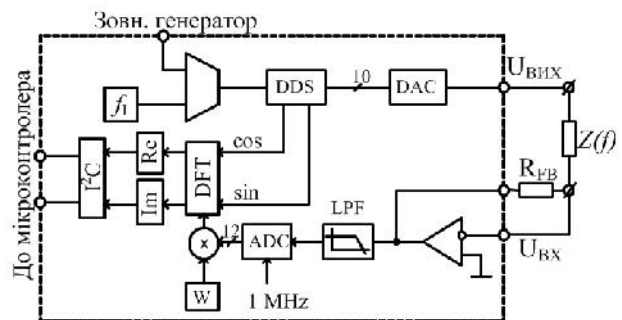 Зовн. генератор
До мікроконтролера
f1
DDS
10
DAC
UВИХ
Z(f)
cos
Re
I²C
DFT
sin
Im
RFB
LPF
x
12
ADC
UВХ
W
1 MHz